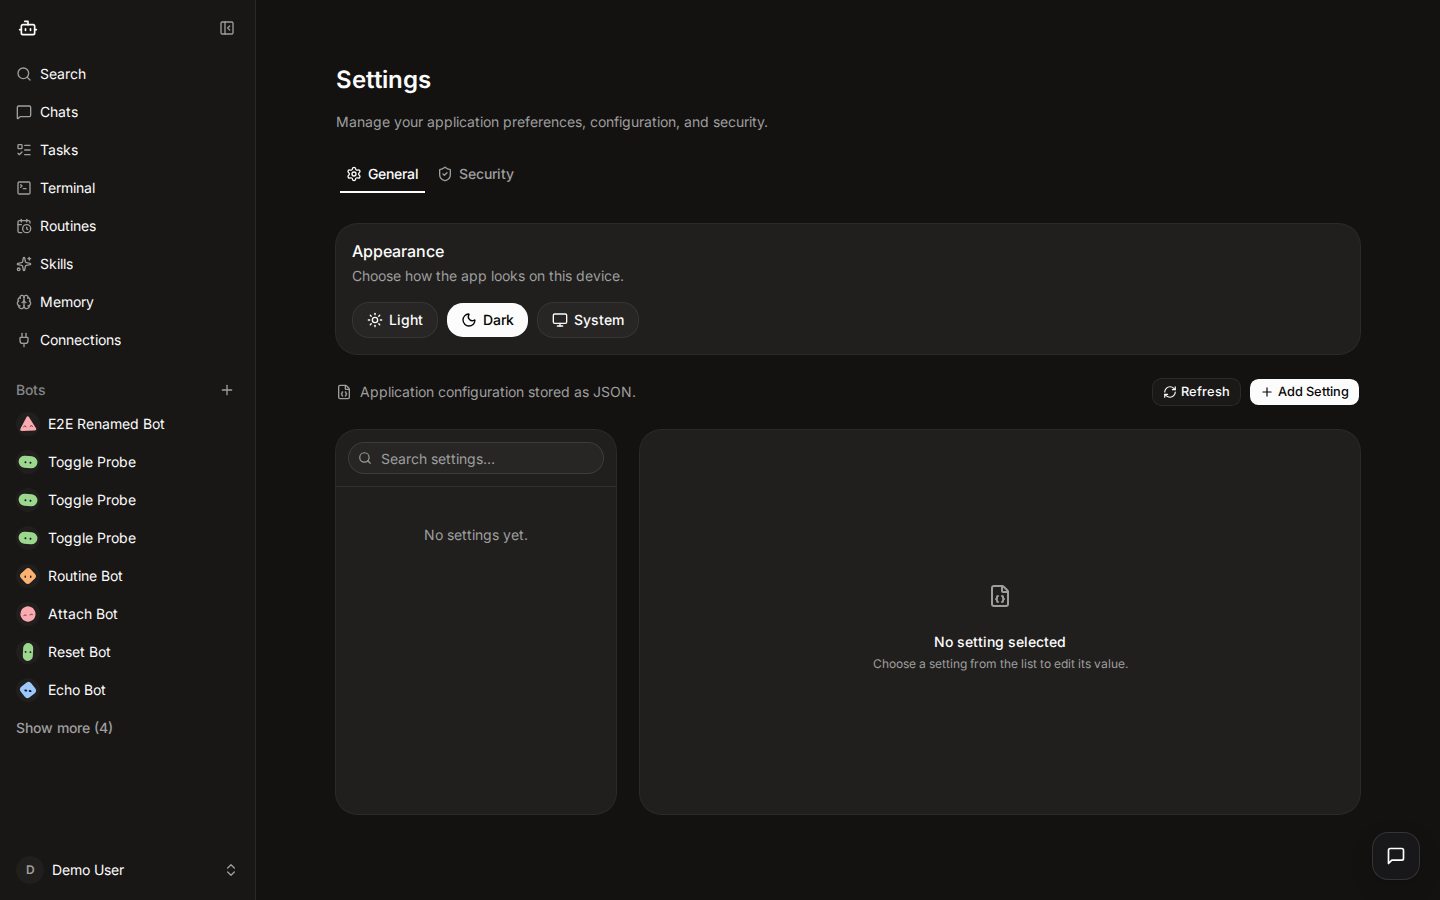 Search
Chats
Tasks
Terminal
Routines
Skills
Memory
Connections
Bots
E2E Renamed Bot
Toggle Probe
Toggle Probe
Toggle Probe
Routine Bot
Attach Bot
Reset Bot
Echo Bot
Show more (4)
D Demo User
Settings
Manage your application preferences, configuration, and security.
General Security
Appearance
Choose how the app looks on this device.
Light Dark System
Application configuration stored as JSON.
Refresh Add Setting
Search settings...
No settings yet.
No setting selected
Choose a setting from the list to edit its value.